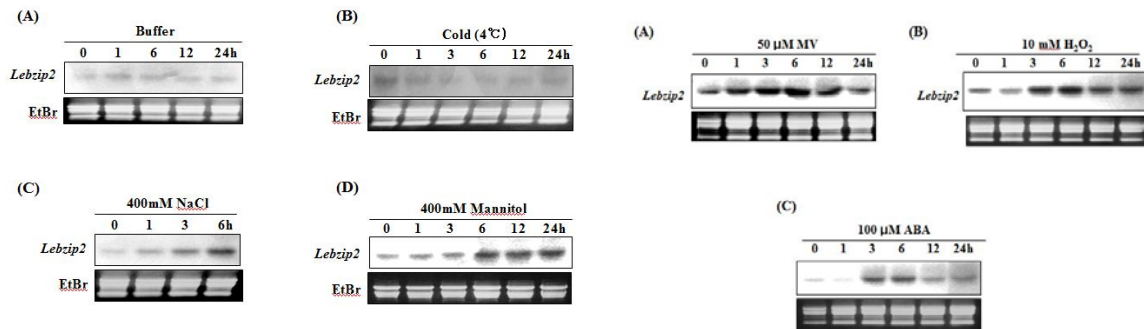 (A)
Buffer
0 1 6 12 24h
Lebzip2
EtBr
(B)
Cold (4℃)
0 1 3 6 12 24h
Lebzip2
EtBr
(C)
400mM NaCl
0 1 3 6h
Lebzip2
EtBr
(D)
400mM Mannitol
0 1 3 6 12 24h
Lebzip2
EtBr
(A)
50 μM MV
0 1 3 6 12 24h
Lebzip2
(B)
10 mM H₂O₂
0 1 3 6 12 24h
Lebzip2
(C)
100 μM ABA
0 1 3 6 12 24h